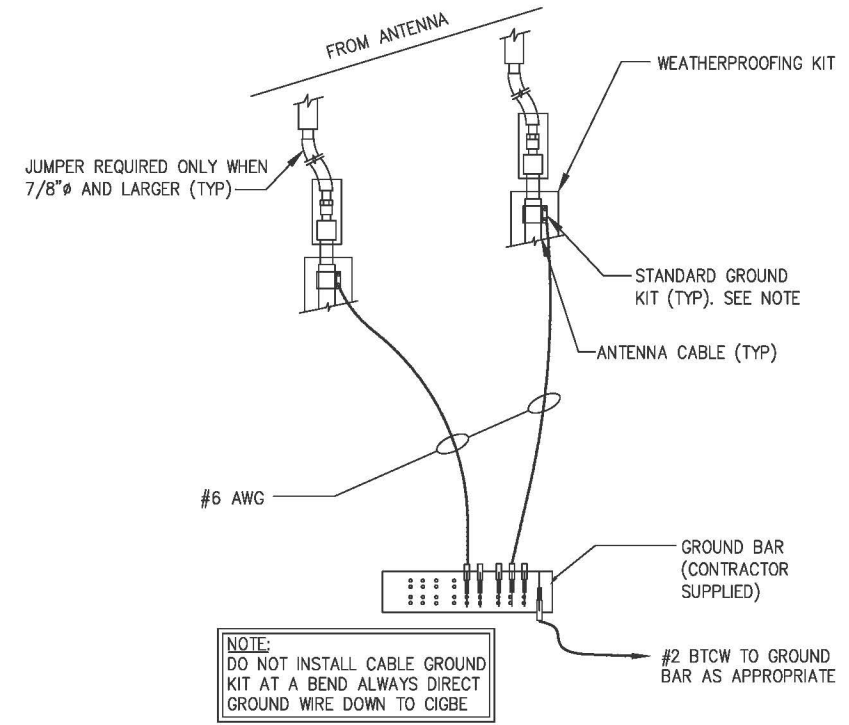 FROM ANTENNA
WEATHERPROOFING KIT
JUMPER REQUIRED ONLY WHEN
7/8"ø AND LARGER (TYP)
STANDARD GROUND
KIT (TYP). SEE NOTE
ANTENNA CABLE (TYP)
#6 AWG
GROUND BAR
(CONTRACTOR
SUPPLIED)
NOTE:
DO NOT INSTALL CABLE GROUND
KIT AT A BEND ALWAYS DIRECT
GROUND WIRE DOWN TO CIGBE
#2 BTCW TO GROUND
BAR AS APPROPRIATE